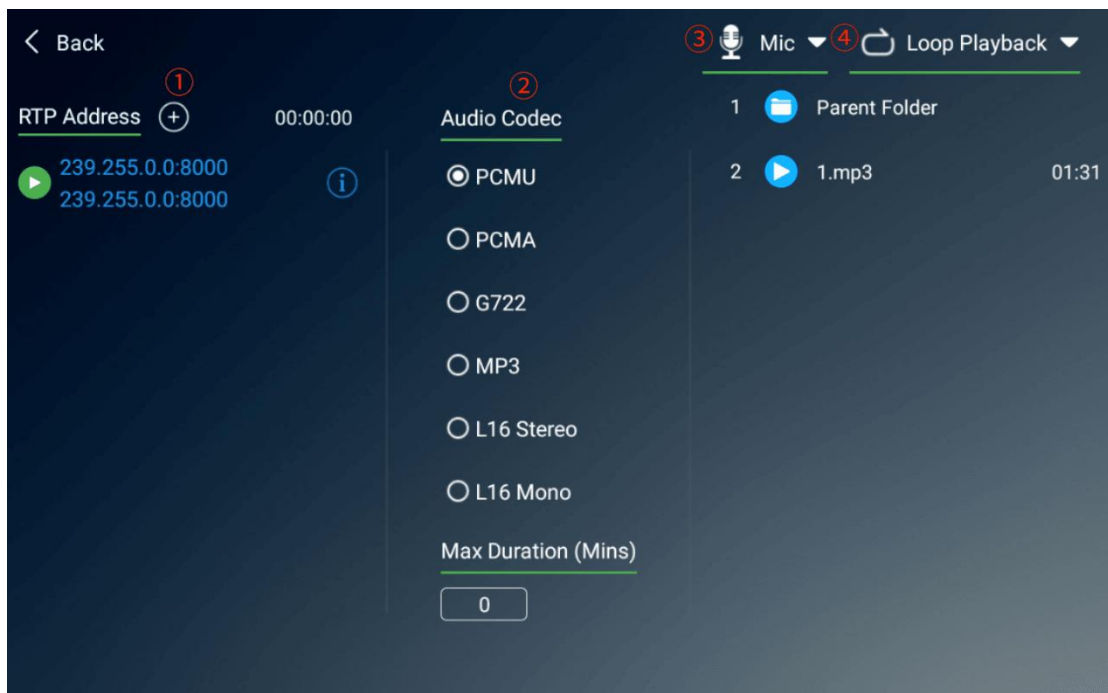 Back
③ Mic ④ Loop Playback
①
RTP Address 00:00:00
239.255.0.0:8000
239.255.0.0:8000
②
Audio Codec
PCMU
PCMA
G722
MP3
L16 Stereo
L16 Mono
Max Duration (Mins)
0
1 Parent Folder
2 1.mp3 01:31